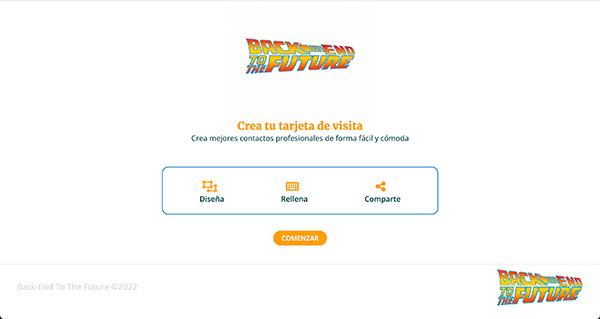 BACK END
TO THE
FUTURE
Crea tu tarjeta de visita
Crea mejores contactos profesionales de forma fácil y cómoda
Diseña
Rellena
Comparte
COMENZAR
Back-End To The Future ©2022
BACK END
TO THE
FUTURE